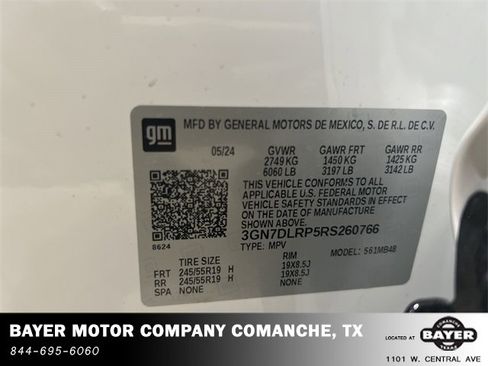 gm
MFD BY GENERAL MOTORS DE MEXICO, S. DE R.L. DE C.V.
05/24 GVWR GAWR FRT GAWR RR
2749 KG 1450 KG 1425 KG
6060 LB 3197 LB 3142 LB
THIS VEHICLE CONFORMS TO ALL
APPLICABLE U.S. FEDERAL MOTOR
VEHICLE SAFETY STANDARDS IN EFFECT
ON THE DATE OF MANUFACTURE
SHOWN ABOVE.
3GN7DLRP5RS260766
TYPE: MPV MODEL: 561MB48
8624
TIRE SIZE RIM
FRT 245/55R19 H 19X8.5J
RR 245/55R19 H 19X8.5J
SPA NONE NONE
BAYER MOTOR COMPANY COMANCHE, TX
844-695-6060
LOCATED AT
COMANCHE
BAYER
TEXAS
1101 W. CENTRAL AVE